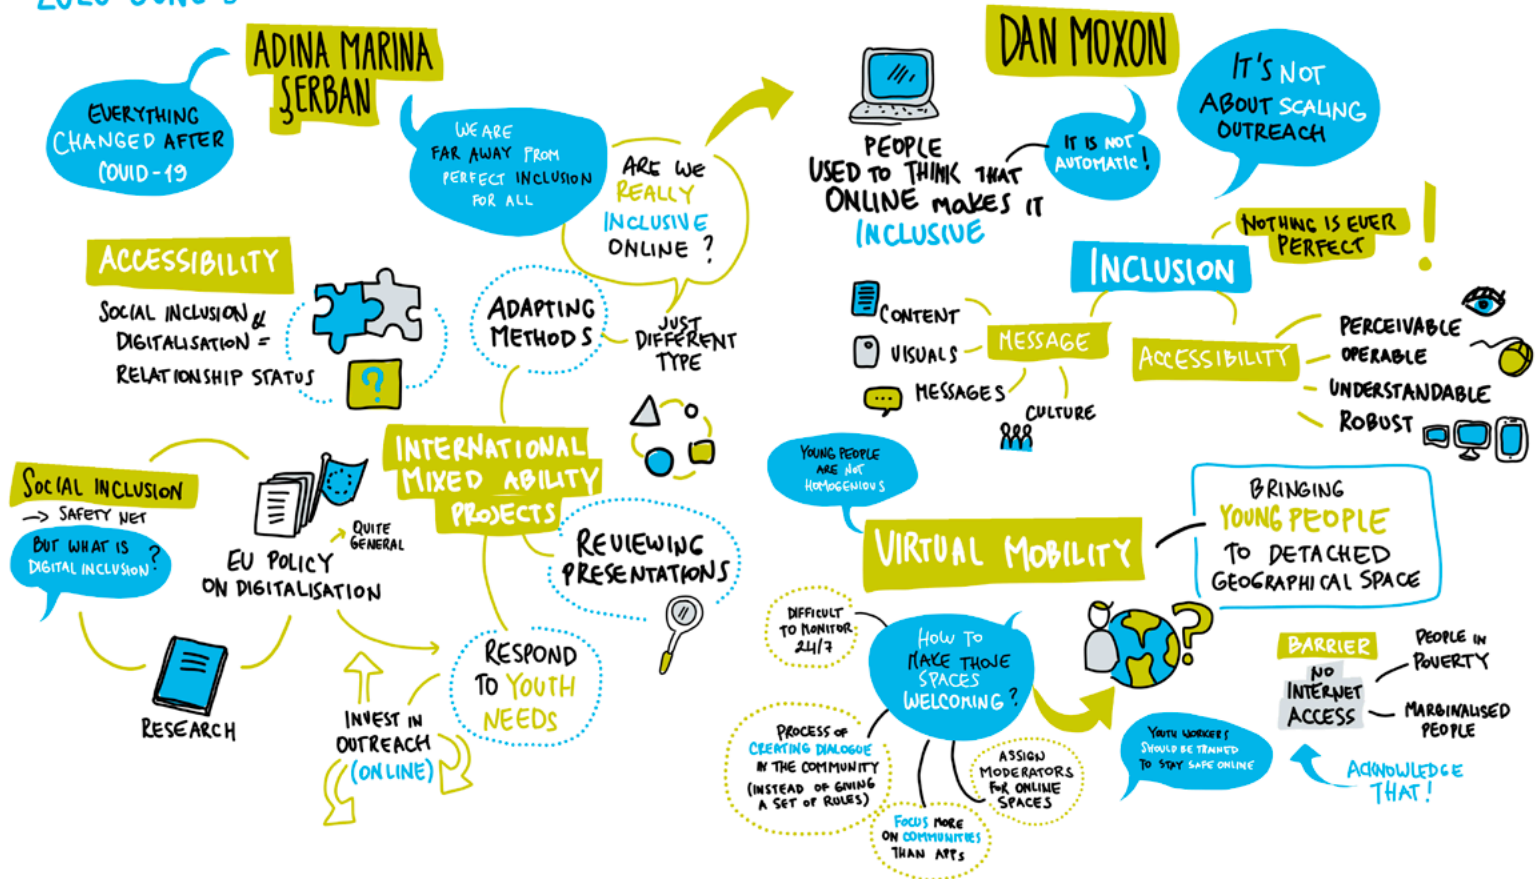 ADINA MARINA
ŞERBAN
EVERYTHING
CHANGED AFTER
COVID-19
WE ARE
FAR AWAY FROM
PERFECT INCLUSION
FOR ALL
ARE WE
REALLY
INCLUSIVE
ONLINE?
JUST
DIFFERENT
TYPE
ADAPTING
METHODS
ACCESSIBILITY
SOCIAL INCLUSION &
DIGITALISATION =
RELATIONSHIP STATUS
?
INTERNATIONAL
MIXED ABILITY
PROJECTS
REVIEWING
PRESENTATIONS
RESPOND
TO YOUTH
NEEDS
SOCIAL INCLUSION
→ SAFETY NET
BUT WHAT IS
DIGITAL INCLUSION?
EU POLICY
ON DIGITALISATION
QUITE
GENERAL
RESEARCH
INVEST IN
OUTREACH
(ONLINE)
DAN MOXON
IT'S NOT
ABOUT SCALING
OUTREACH
IT IS NOT
AUTOMATIC!
PEOPLE
USED TO THINK THAT
ONLINE MAKES IT
INCLUSIVE
NOTHING IS EVER
PERFECT!
INCLUSION
MESSAGE
CONTENT
VISUALS
MESSAGES
CULTURE
ACCESSIBILITY
PERCEIVABLE
OPERABLE
UNDERSTANDABLE
ROBUST
YOUNG PEOPLE
ARE NOT
HOMOGENIOUS
VIRTUAL MOBILITY
BRINGING
YOUNG PEOPLE
TO DETACHED
GEOGRAPHICAL SPACE
?
HOW TO
MAKE THOSE
SPACES
WELCOMING?
DIFFICULT
TO MONITOR
24/7
PROCESS OF
CREATING DIALOGUE
IN THE COMMUNITY
(INSTEAD OF GIVING
A SET OF RULES)
FOCUS MORE
ON COMMUNITIES
THAN APPS
ASSIGN
MODERATORS
FOR ONLINE
SPACES
YOUTH WORKERS
SHOULD BE TRAINED
TO STAY SAFE ONLINE
BARRIER
NO
INTERNET
ACCESS
PEOPLE IN
POVERTY
MARGINALISED
PEOPLE
ACKNOWLEDGE
THAT!